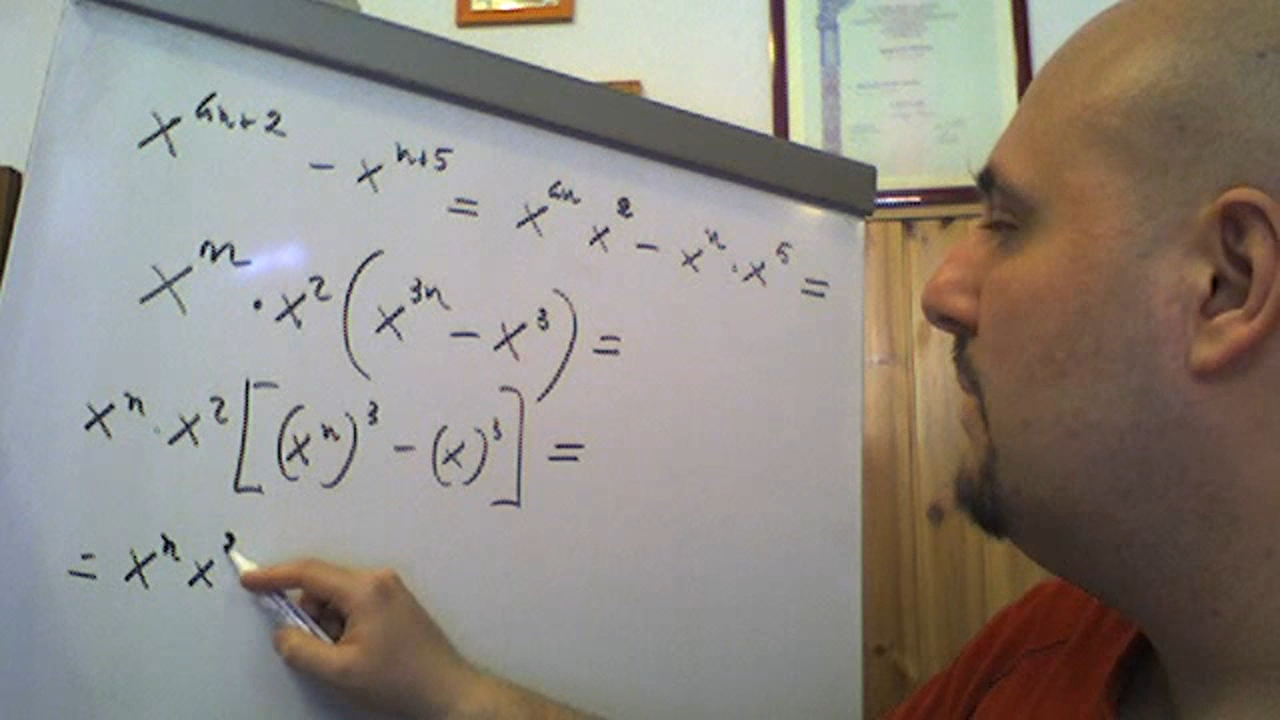 x^{4n+2} - x^{n+5} = x^{4n} x^2 - x^n · x^5 =
x^n · x^2 (x^{3n} - x^3) =
x^n · x^2 [(x^n)^3 - (x)^3] =
= x^n x^2